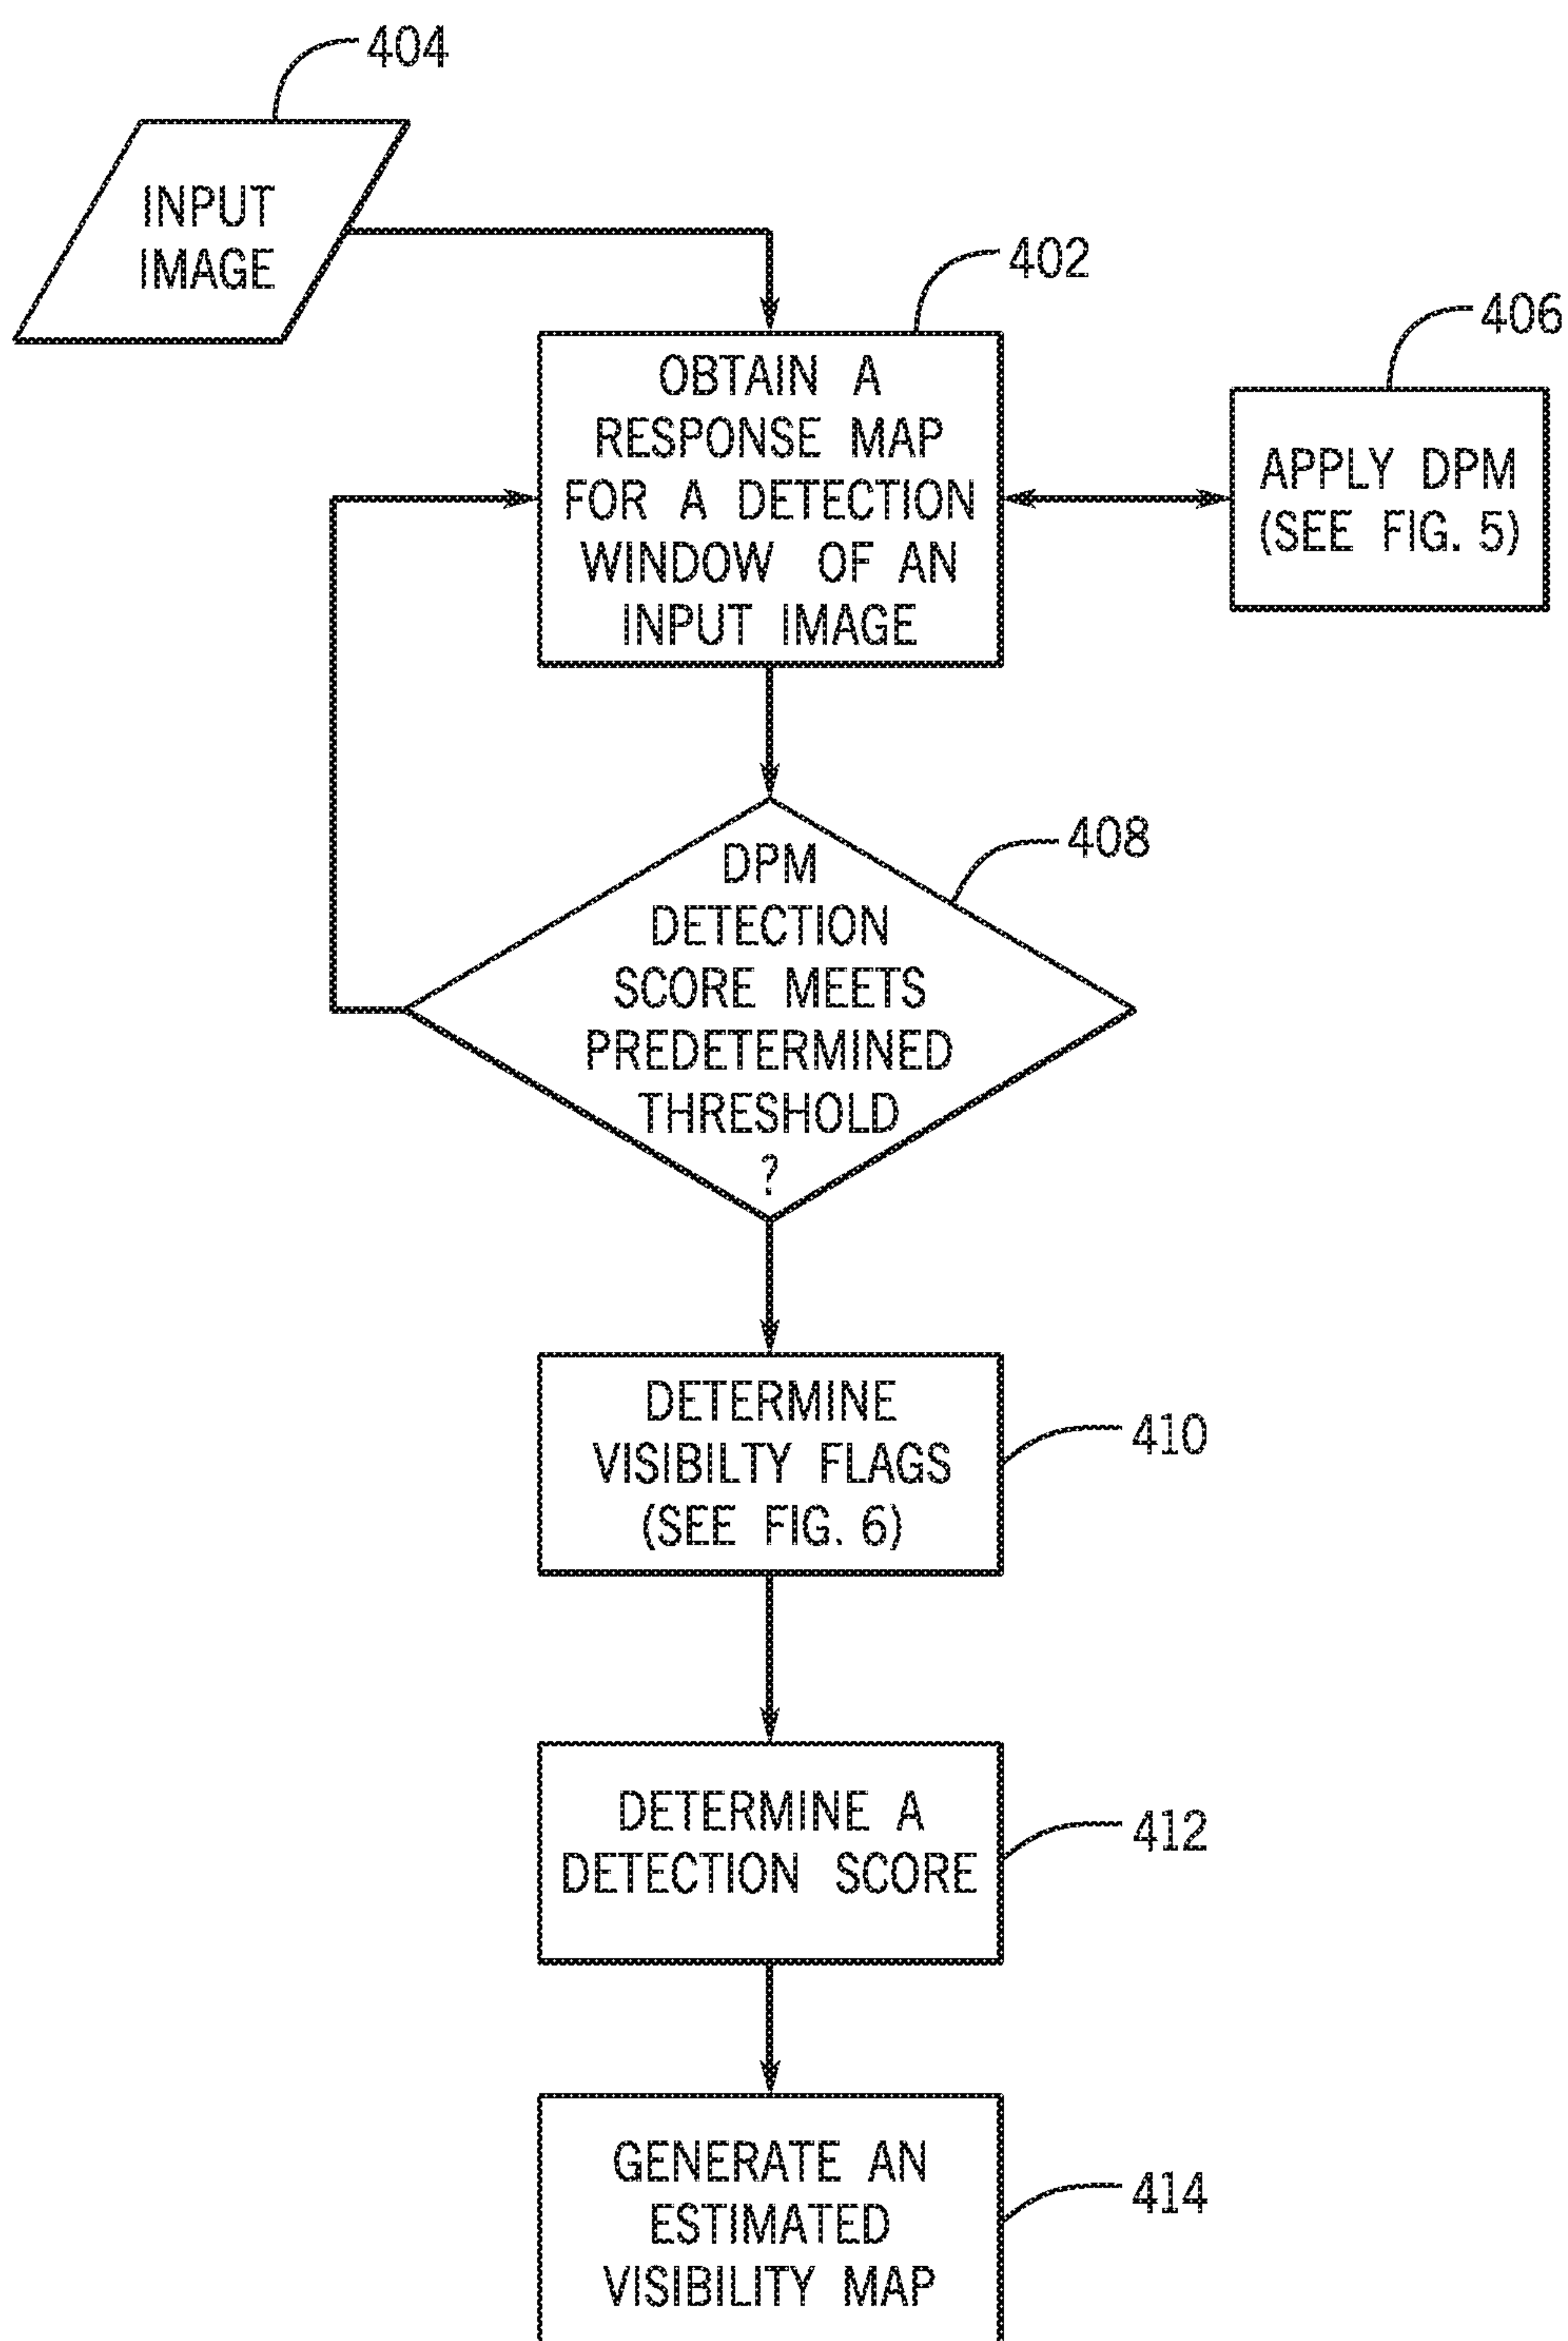 404
INPUT
IMAGE
402
OBTAIN A
RESPONSE MAP
FOR A DETECTION
WINDOW OF AN
INPUT IMAGE
406
APPLY DPM
(SEE FIG. 5)
408
DPM
DETECTION
SCORE MEETS
PREDETERMINED
THRESHOLD
?
410
DETERMINE
VISIBILTY FLAGS
(SEE FIG. 6)
412
DETERMINE A
DETECTION SCORE
414
GENERATE AN
ESTIMATED
VISIBILITY MAP